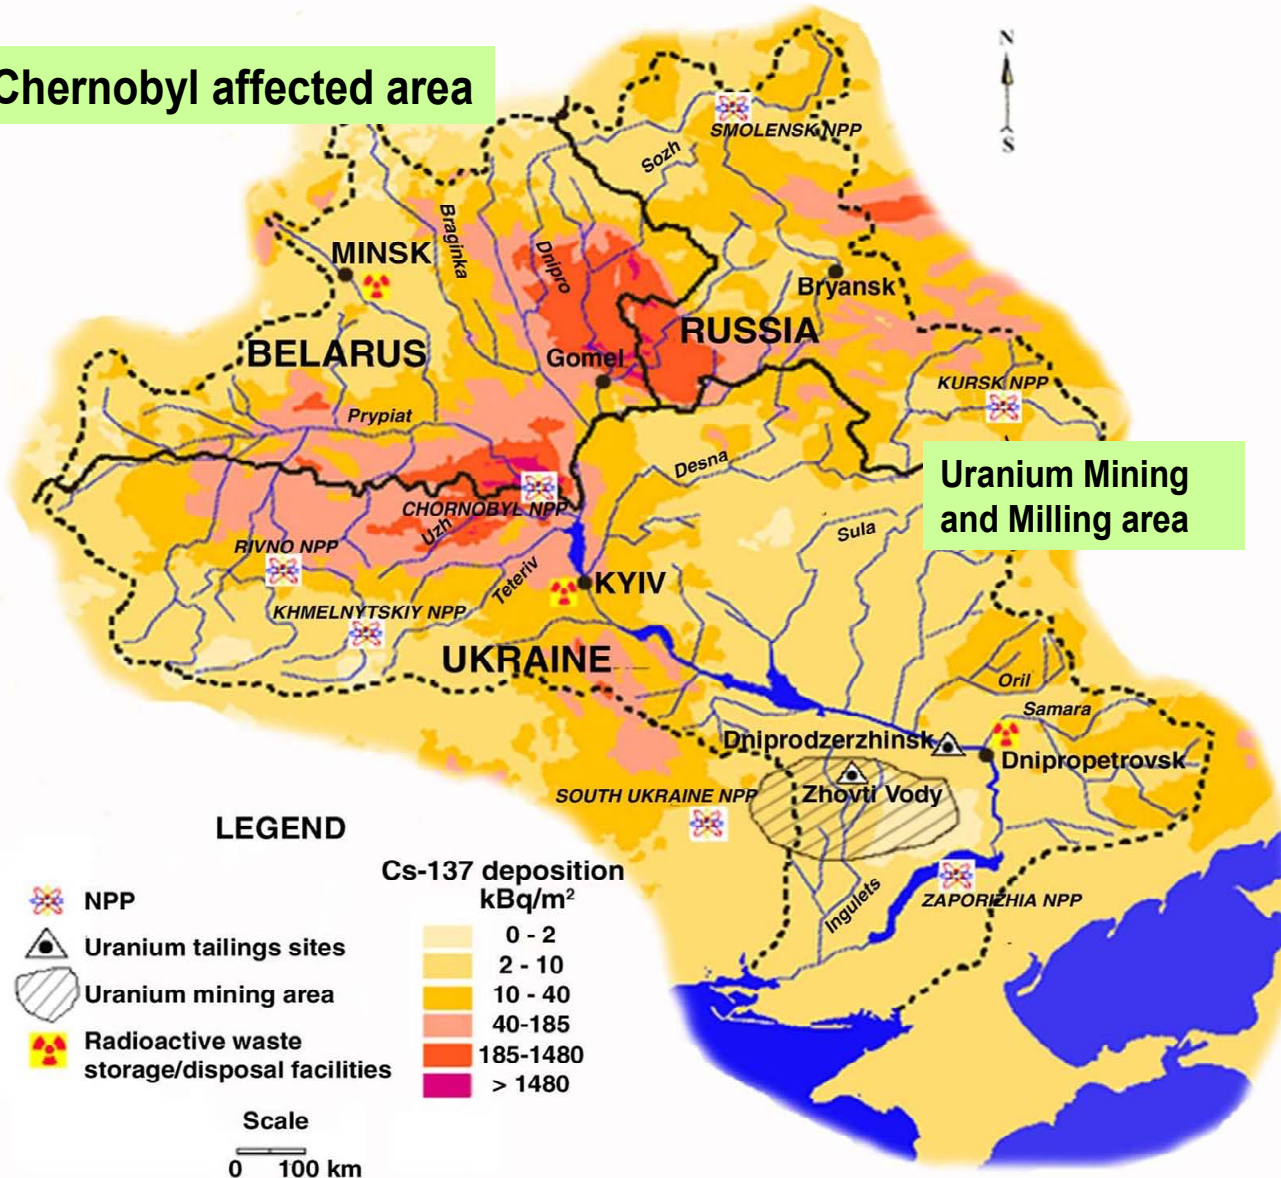 Chernobyl affected area
N
S
SMOLENSK NPP
Sozh
Braginka
Dnipro
MINSK
Bryansk
RUSSIA
BELARUS
Gomel
KURSK NPP
Prypiat
Desna
Uranium Mining
and Milling area
CHORNOBYL NPP
Uzh
Sula
RIVNO NPP
Teteriv
KYIV
KHMELNYTSKIY NPP
UKRAINE
Oril
Samara
Dniprodzerzhinsk
Dnipropetrovsk
SOUTH UKRAINE NPP
Zhovti Vody
Ingulets
ZAPORIZHIA NPP
LEGEND
NPP
Uranium tailings sites
Uranium mining area
Radioactive waste
storage/disposal facilities
Scale
0 100 km
Cs-137 deposition
kBq/m²
0 - 2
2 - 10
10 - 40
40-185
185-1480
> 1480